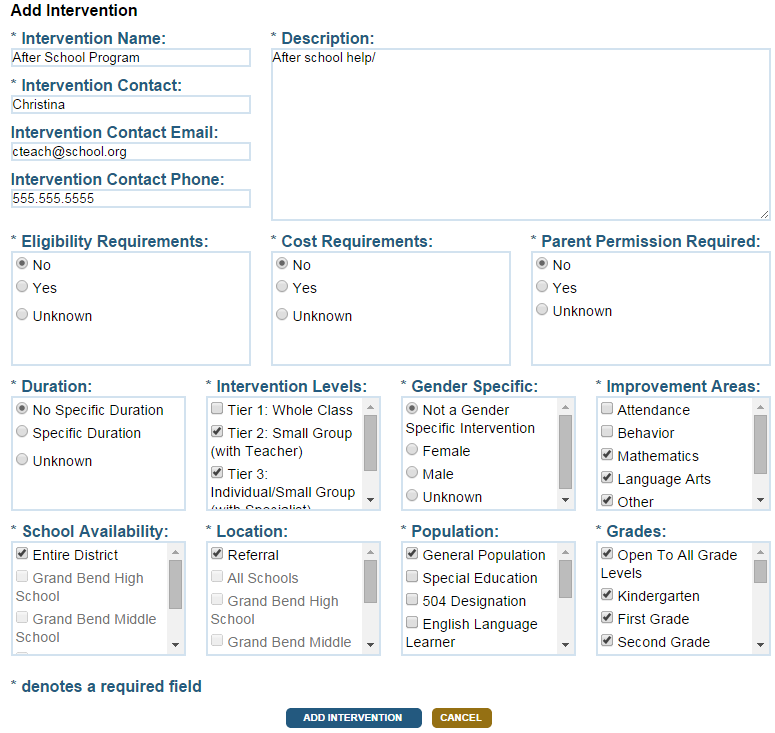 Add Intervention
* Intervention Name:
After School Program
* Intervention Contact:
Christina
Intervention Contact Email:
cteach@school.org
Intervention Contact Phone:
555.555.5555
* Description:
After school help/
* Eligibility Requirements:
No
Yes
Unknown
* Cost Requirements:
No
Yes
Unknown
* Parent Permission Required:
No
Yes
Unknown
* Duration:
No Specific Duration
Specific Duration
Unknown
* Intervention Levels:
Tier 1: Whole Class
Tier 2: Small Group
(with Teacher)
Tier 3:
Individual/Small Group
(with Specialist)
* Gender Specific:
Not a Gender
Specific Intervention
Female
Male
Unknown
* Improvement Areas:
Attendance
Behavior
Mathematics
Language Arts
Other
* School Availability:
Entire District
Grand Bend High
School
Grand Bend Middle
School
* Location:
Referral
All Schools
Grand Bend High
School
Grand Bend Middle
* Population:
General Population
Special Education
504 Designation
English Language
Learner
* Grades:
Open To All Grade
Levels
Kindergarten
First Grade
Second Grade
* denotes a required field
ADD INTERVENTION
CANCEL